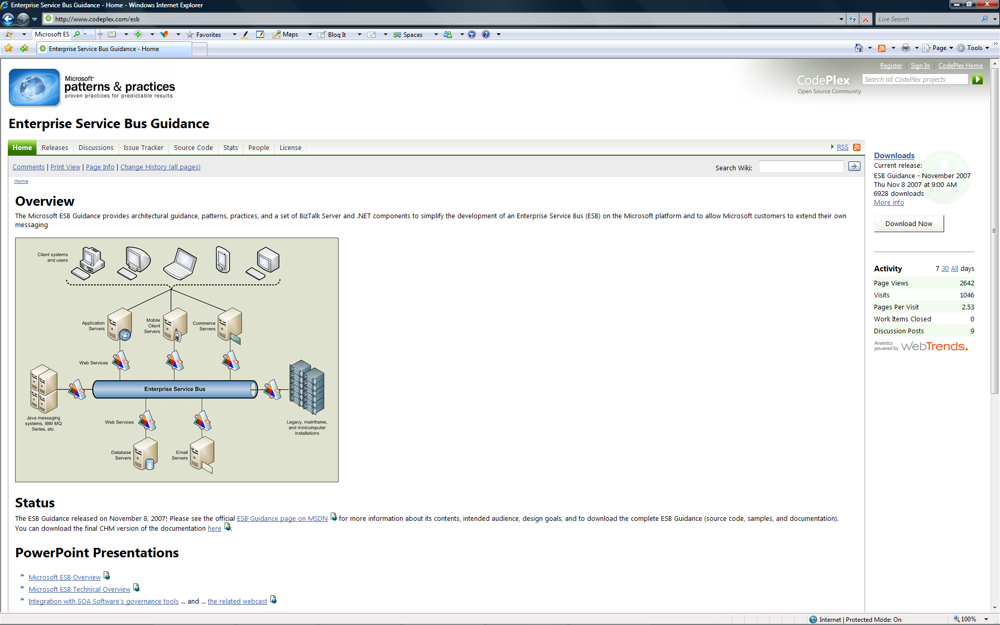 Enterprise Service Bus Guidance - Home - Windows Internet Explorer
http://www.codeplex.com/esb
Live Search
Microsoft ES
Favorites
Maps
Blog It
Spaces
Enterprise Service Bus Guidance - Home
Page
Tools
Register | Sign In | CodePlex Home
Microsoft®
patterns & practices
proven practices for predictable results
CodePlex
Open Source Community
Search all CodePlex projects
Enterprise Service Bus Guidance
Home Releases Discussions Issue Tracker Source Code Stats People License
RSS
Comments | Print View | Page Info | Change History (all pages)
Search Wiki:
Home
Overview
The Microsoft ESB Guidance provides architectural guidance, patterns, practices, and a set of BizTalk Server and .NET components to simplify the development of an Enterprise Service Bus (ESB) on the Microsoft platform and to allow Microsoft customers to extend their own
messaging
Client systems
and users
Application
Servers
Mobile
Client
Servers
Commerce
Servers
Web Services
Enterprise Service Bus
Java messaging
systems, IBM MQ
Series, etc.
Web Services
Legacy, mainframe,
and minicomputer
installations
Database
Servers
Email
Servers
Status
The ESB Guidance released on November 8, 2007! Please see the official ESB Guidance page on MSDN for more information about its contents, intended audience, design goals, and to download the complete ESB Guidance (source code, samples, and documentation).
You can download the final CHM version of the documentation here .
PowerPoint Presentations
» Microsoft ESB Overview
» Microsoft ESB Technical Overview
» Integration with SOA Software's governance tools ... and ... the related webcast
Downloads
Current release:
ESB Guidance - November 2007
Thu Nov 8 2007 at 9:00 AM
6928 downloads
More info
Download Now
Activity 7 30 All days
Page Views 2642
Visits 1046
Pages Per Visit 2.53
Work Items Closed 0
Discussion Posts 9
Analytics
powered by WebTrends.
Internet | Protected Mode: On
100%